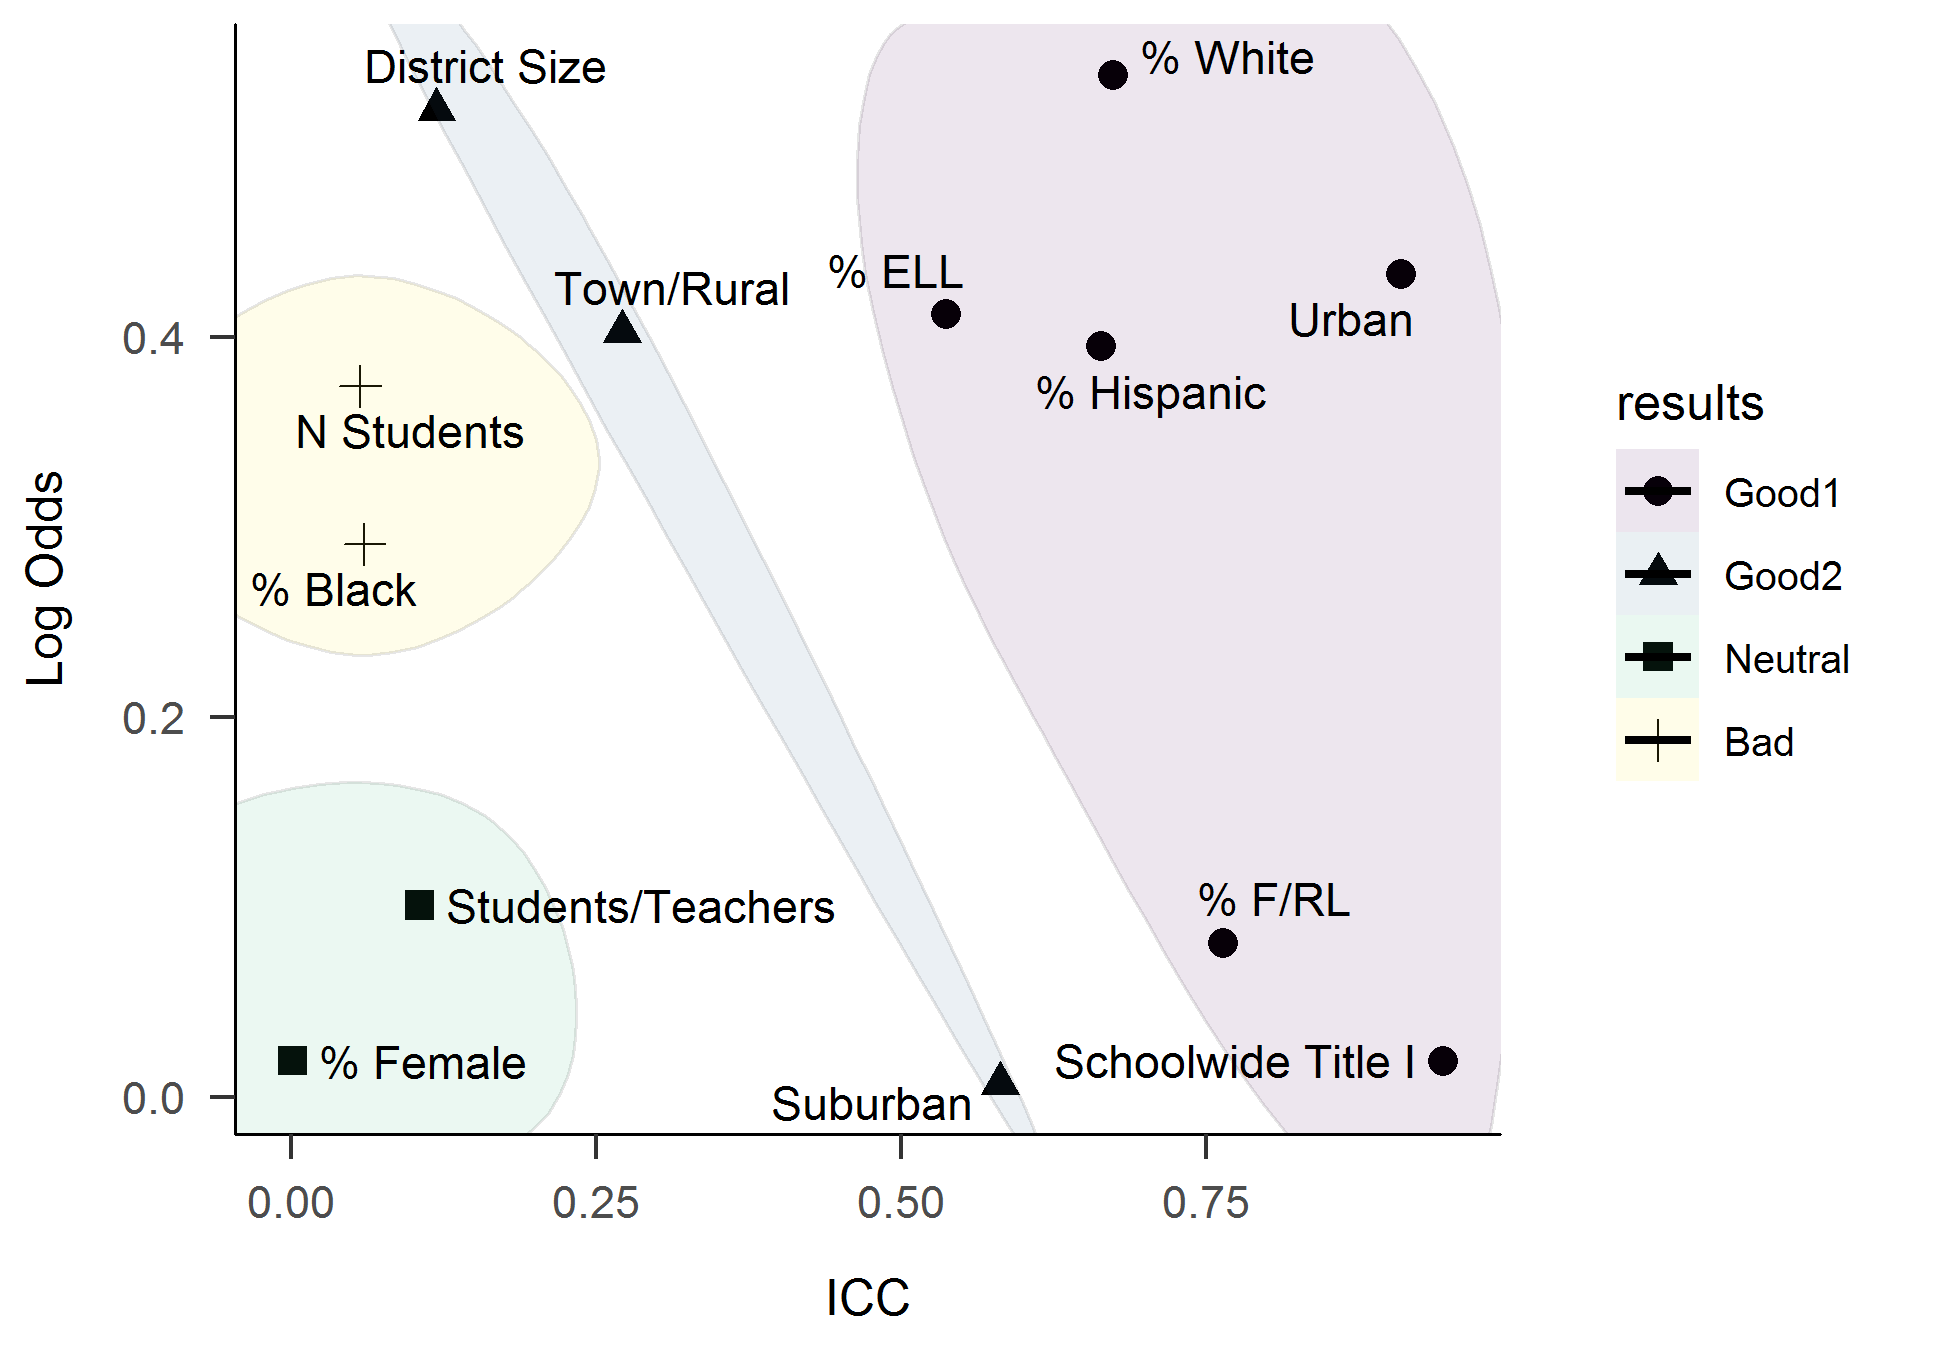 District Size
% White
% ELL
Town/Rural
Urban
0.4
% Hispanic
results
N Students
Good1
Log Odds
% Black
Good2
Neutral
0.2
Bad
% F/RL
Students/Teachers
% Female
Schoolwide Title I
0.0
Suburban
0.00
0.25
0.50
0.75
ICC